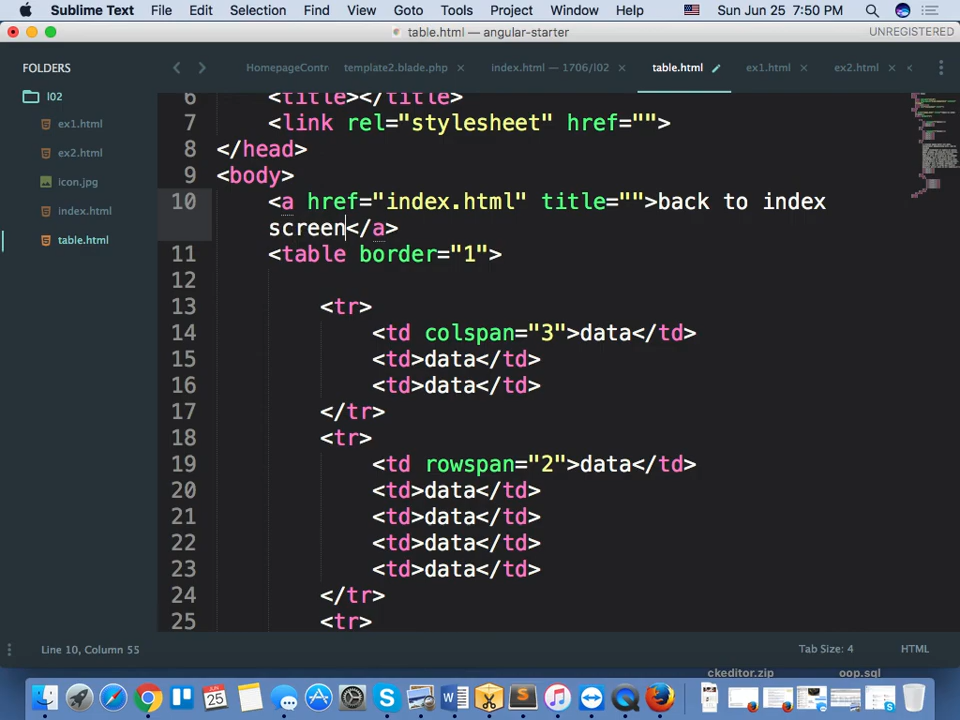 Sublime Text File Edit Selection Find View Goto Tools Project Window Help Sun Jun 25 7:50 PM
table.html — angular-starter UNREGISTERED
FOLDERS HomepageContr template2.blade.php × index.html — 1706/l02 × table.html ex1.html × ex2.html ×
l02
ex1.html
ex2.html
icon.jpg
index.html
table.html
6 <title></title>
7 <link rel="stylesheet" href="">
8 </head>
9 <body>
10 <a href="index.html" title="">back to index
screen</a>
11 <table border="1">
12
13 <tr>
14 <td colspan="3">data</td>
15 <td>data</td>
16 <td>data</td>
17 </tr>
18 <tr>
19 <td rowspan="2">data</td>
20 <td>data</td>
21 <td>data</td>
22 <td>data</td>
23 <td>data</td>
24 </tr>
25 <tr>
Line 10, Column 55 Tab Size: 4 HTML
ckeditor.zip oop.sql